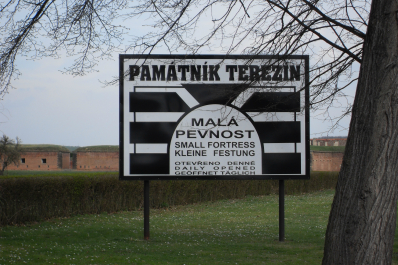 PAMÁTNÍK TEREZÍN
MALÁ
PEVNOST
SMALL FORTRESS
KLEINE FESTUNG
OTEVŘENO DENNĚ
DAILY OPENED
GEÖFFNET TÄGLICH